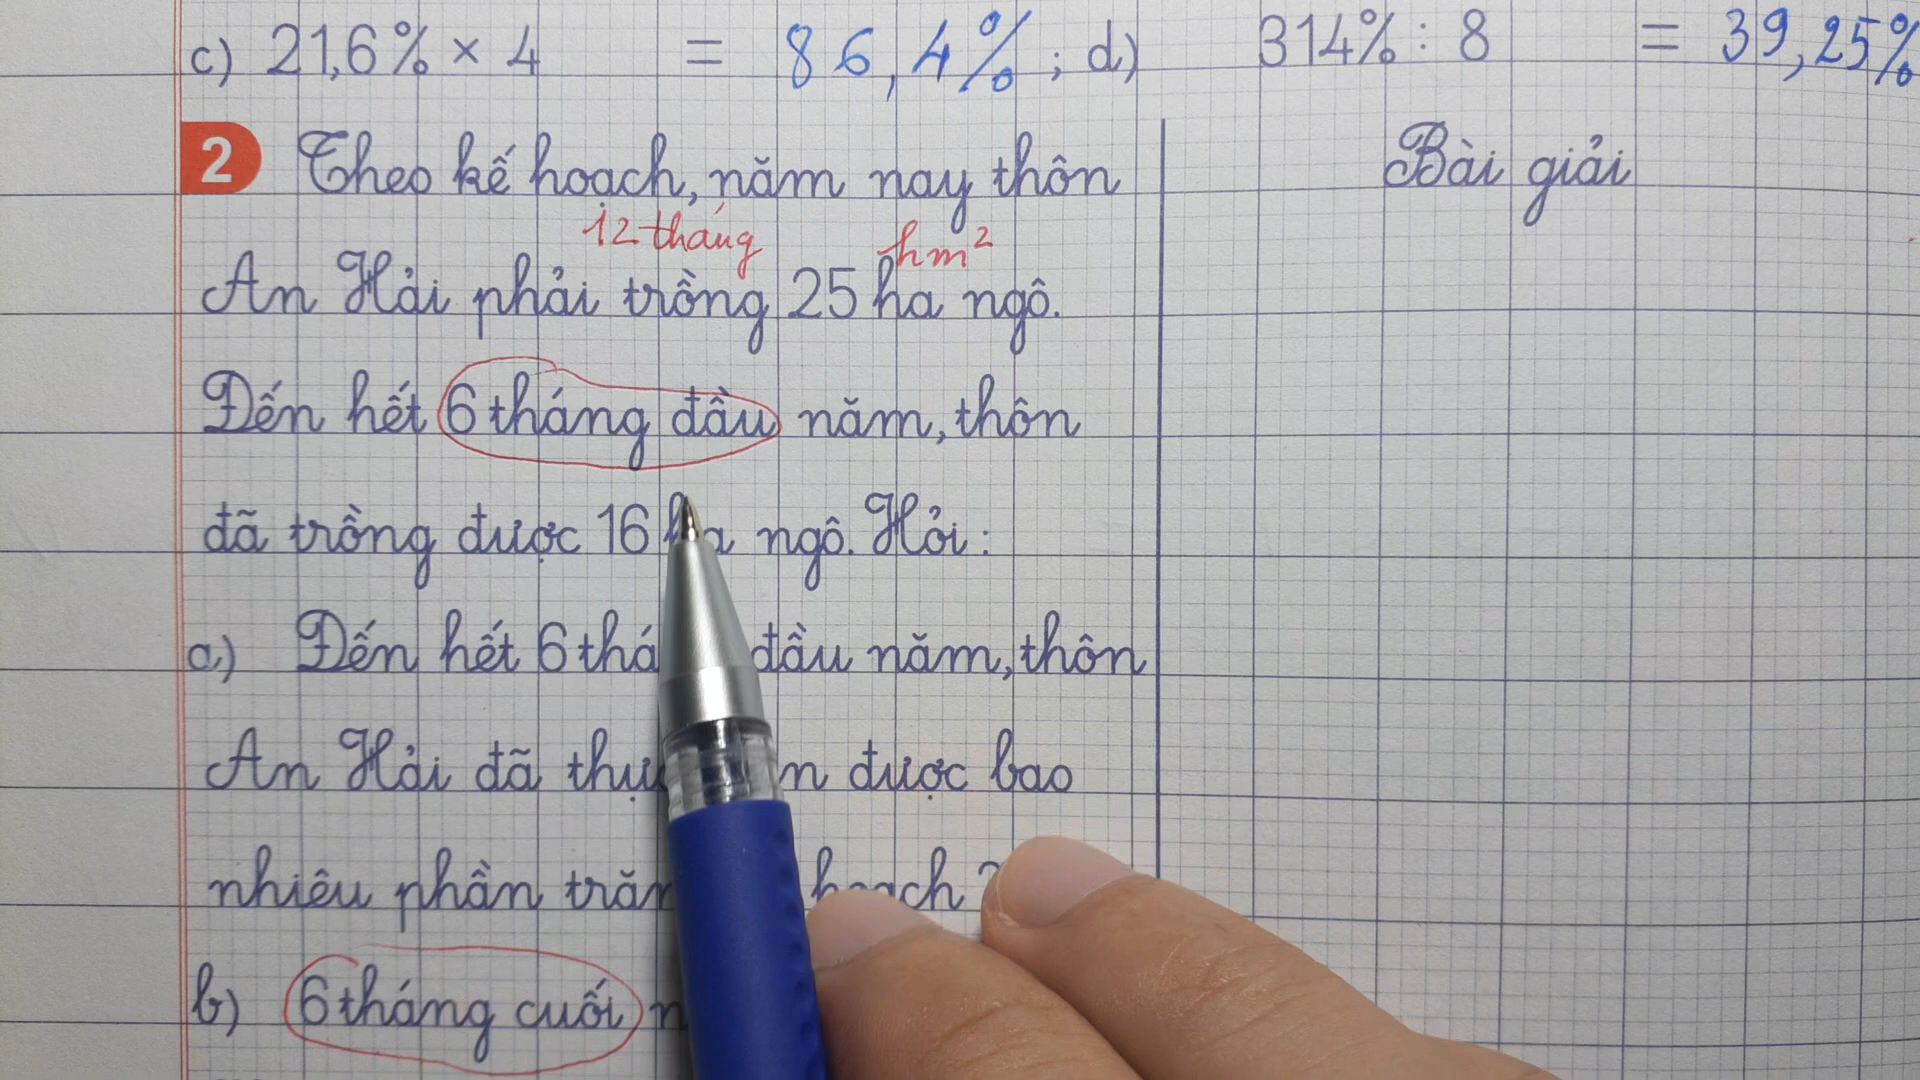 c) 21,6% × 4 = 86,4% ; d) 314% : 8 = 39,25%
2 Theo kế hoạch, năm nay thôn
12 tháng hm²
An Hải phải trồng 25 ha ngô.
Đến hết 6 tháng đầu năm, thôn
đã trồng được 16 ha ngô. Hỏi:
a) Đến hết 6 đầu năm, thôn
An Hải đã được bao
nhiêu phần hoạch ?
b) 6 tháng cuối
Bài giải